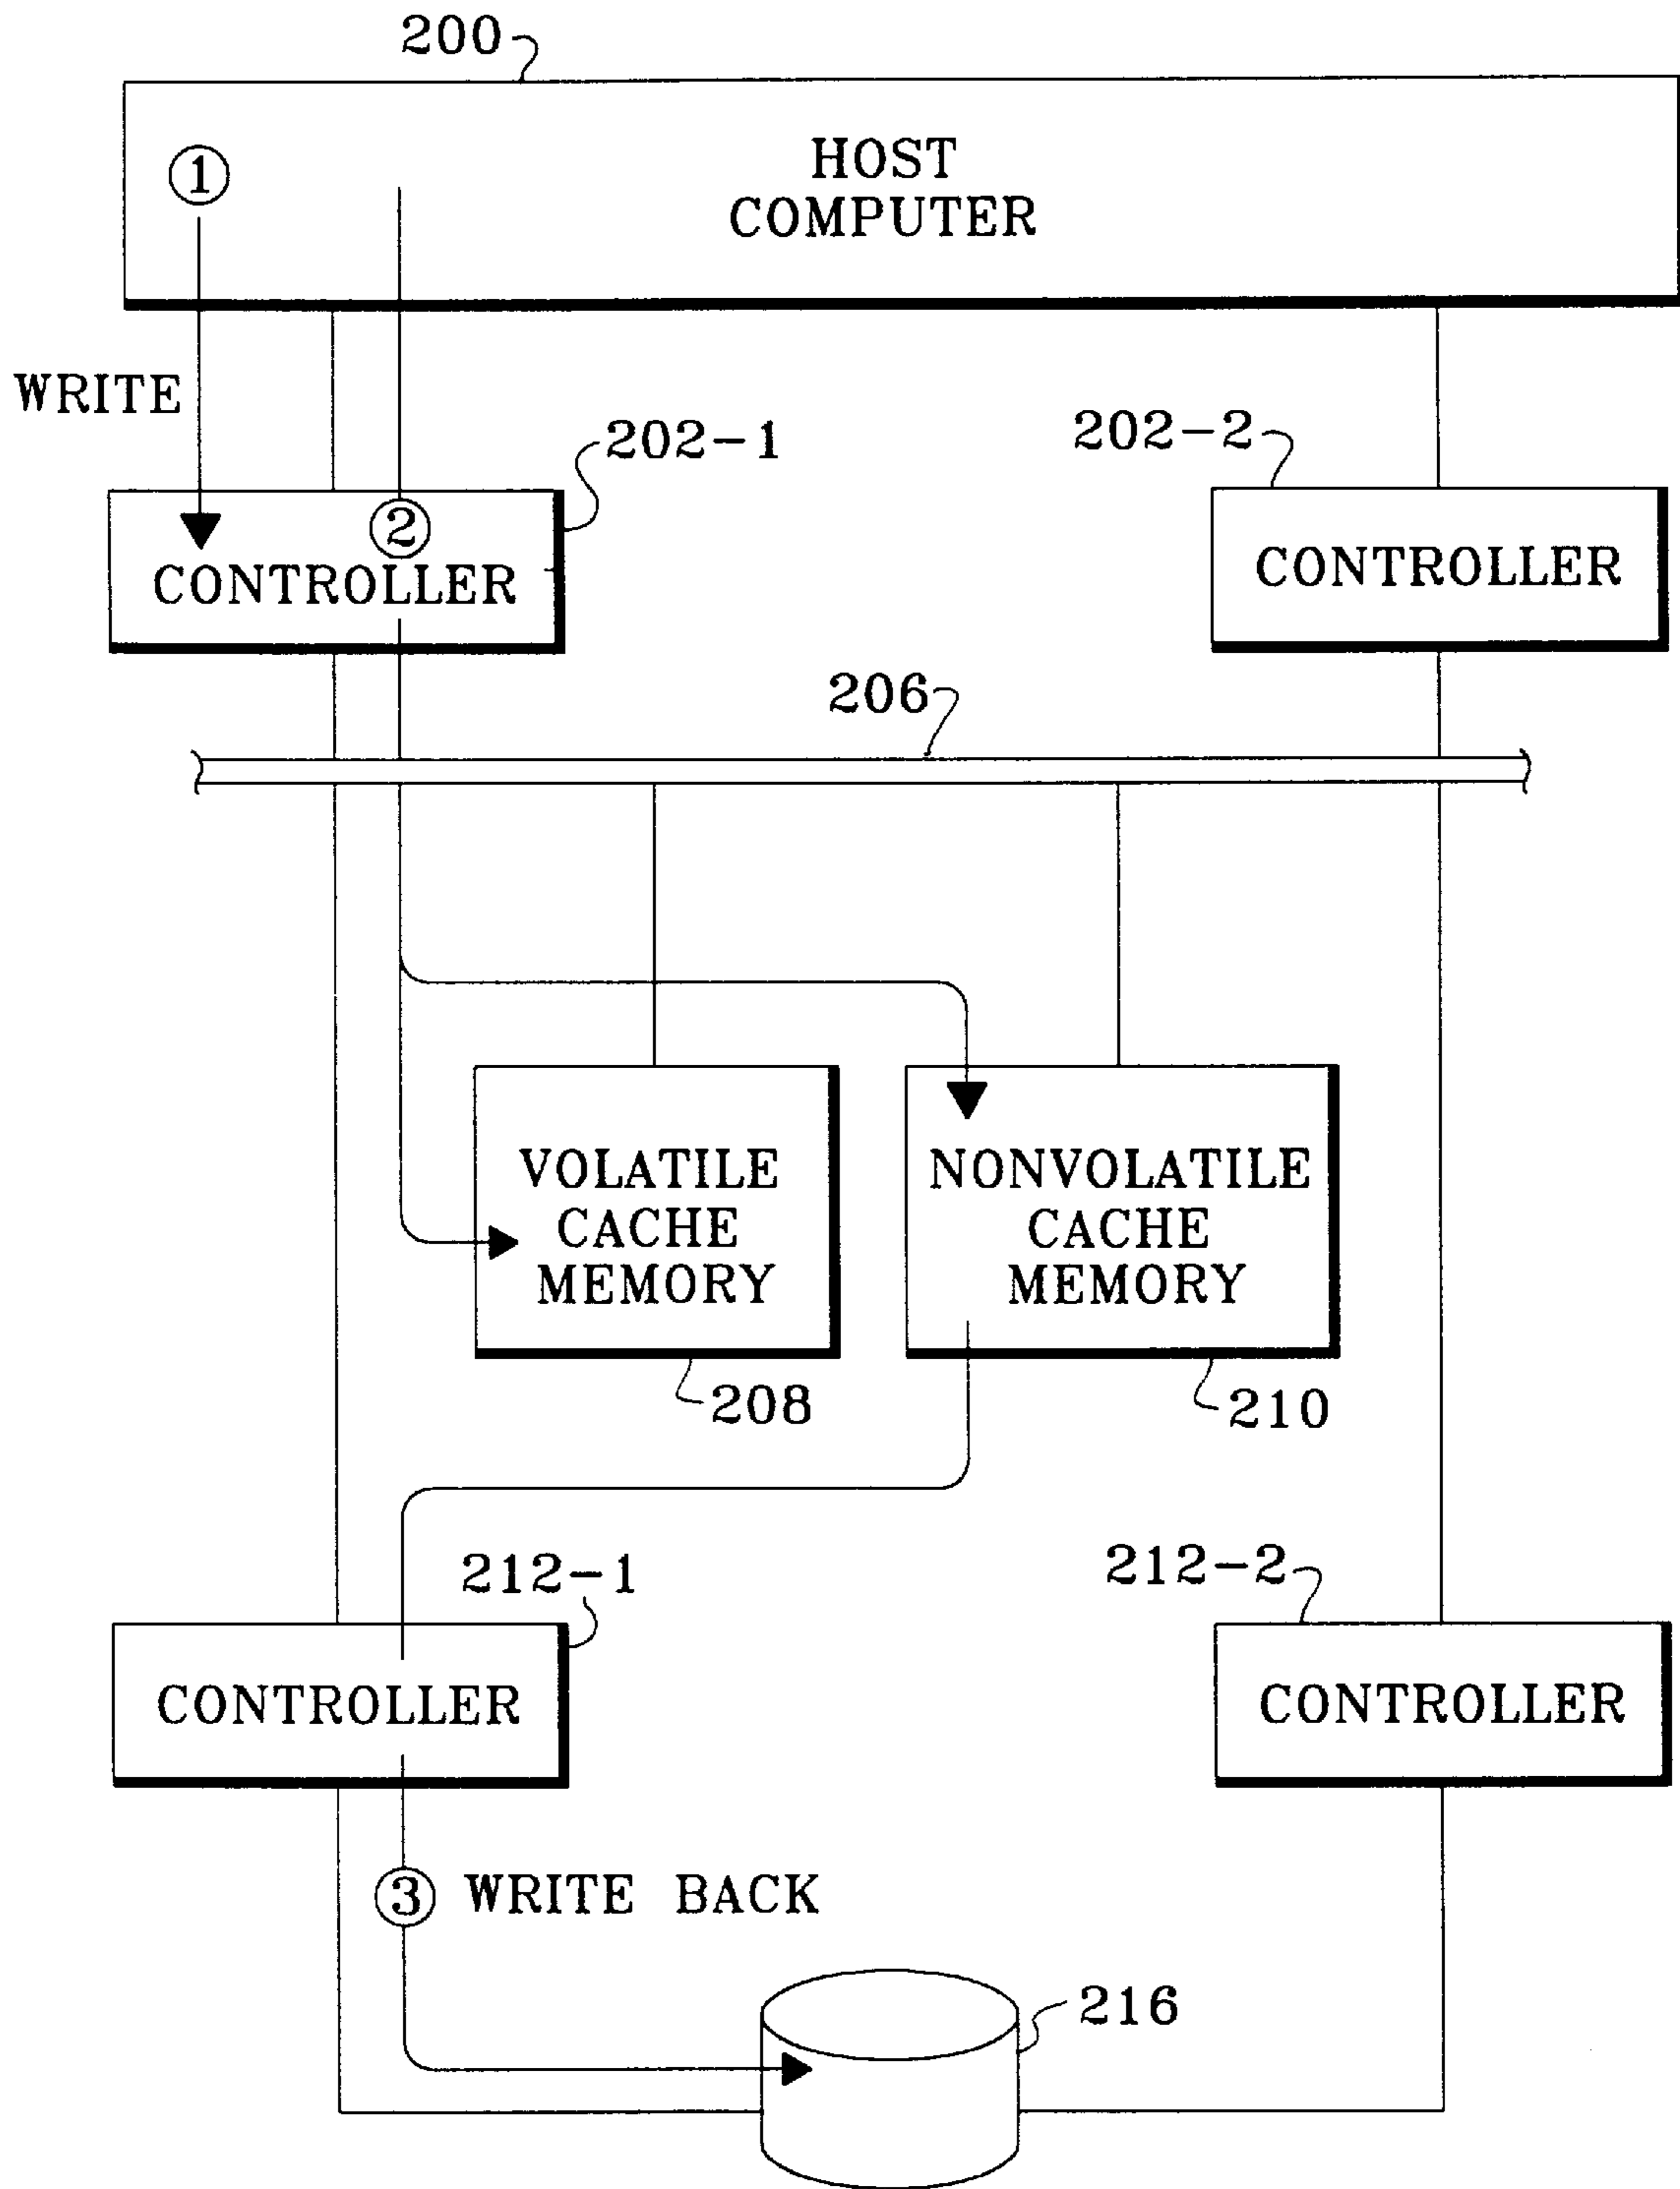 200
①
HOST
COMPUTER
WRITE
202-1
202-2
②
CONTROLLER
CONTROLLER
206
VOLATILE
CACHE
MEMORY
NONVOLATILE
CACHE
MEMORY
208
210
212-1
212-2
CONTROLLER
CONTROLLER
③ WRITE BACK
216